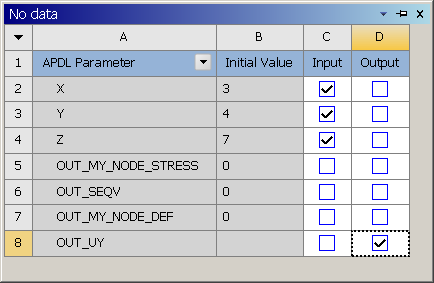 No data
A B C D
1 APDL Parameter Initial Value Input Output
2 X 3
3 Y 4
4 Z 7
5 OUT_MY_NODE_STRESS 0
6 OUT_SEQV 0
7 OUT_MY_NODE_DEF 0
8 OUT_UY